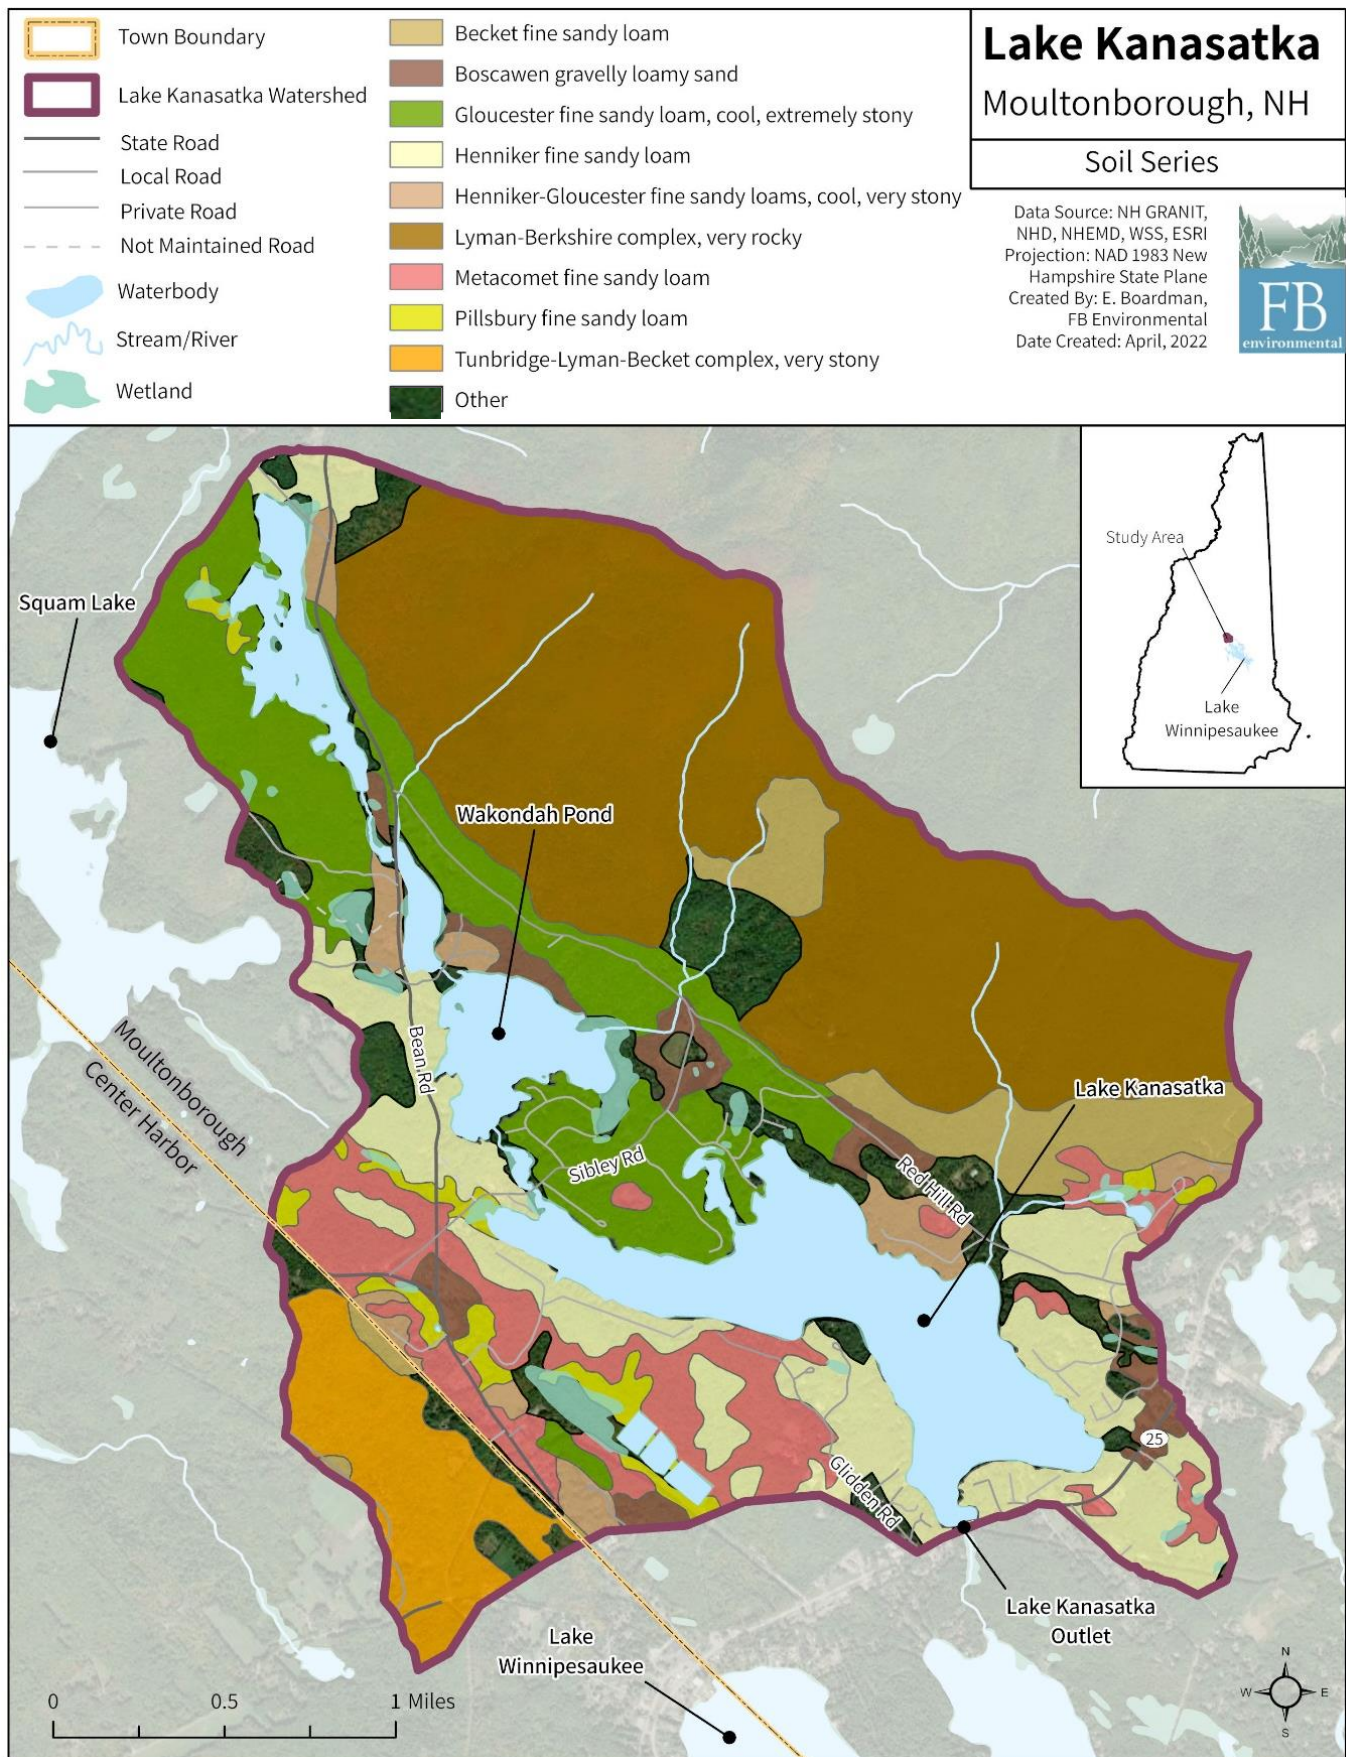 Town Boundary
Lake Kanasatka Watershed
State Road
Local Road
Private Road
Not Maintained Road
Waterbody
Stream/River
Wetland
Becket fine sandy loam
Boscawen gravelly loamy sand
Gloucester fine sandy loam, cool, extremely stony
Henniker fine sandy loam
Henniker-Gloucester fine sandy loams, cool, very stony
Lyman-Berkshire complex, very rocky
Metacomet fine sandy loam
Pillsbury fine sandy loam
Tunbridge-Lyman-Becket complex, very stony
Other
Lake Kanasatka
Moultonborough, NH
Soil Series
Data Source: NH GRANIT,
NHD, NHEMD, WSS, ESRI
Projection: NAD 1983 New
Hampshire State Plane
Created By: E. Boardman,
FB Environmental
Date Created: April, 2022
FB
environmental
Study Area
Lake
Winnipesaukee
Squam Lake
Wakondah Pond
Moultonborough
Center Harbor
Bean Rd
Lake Kanasatka
Sibley Rd
Red Hill Rd
25
Glidden Rd
Lake Kanasatka
Outlet
Lake
Winnipesaukee
0 0.5 1 Miles
N
W E
S